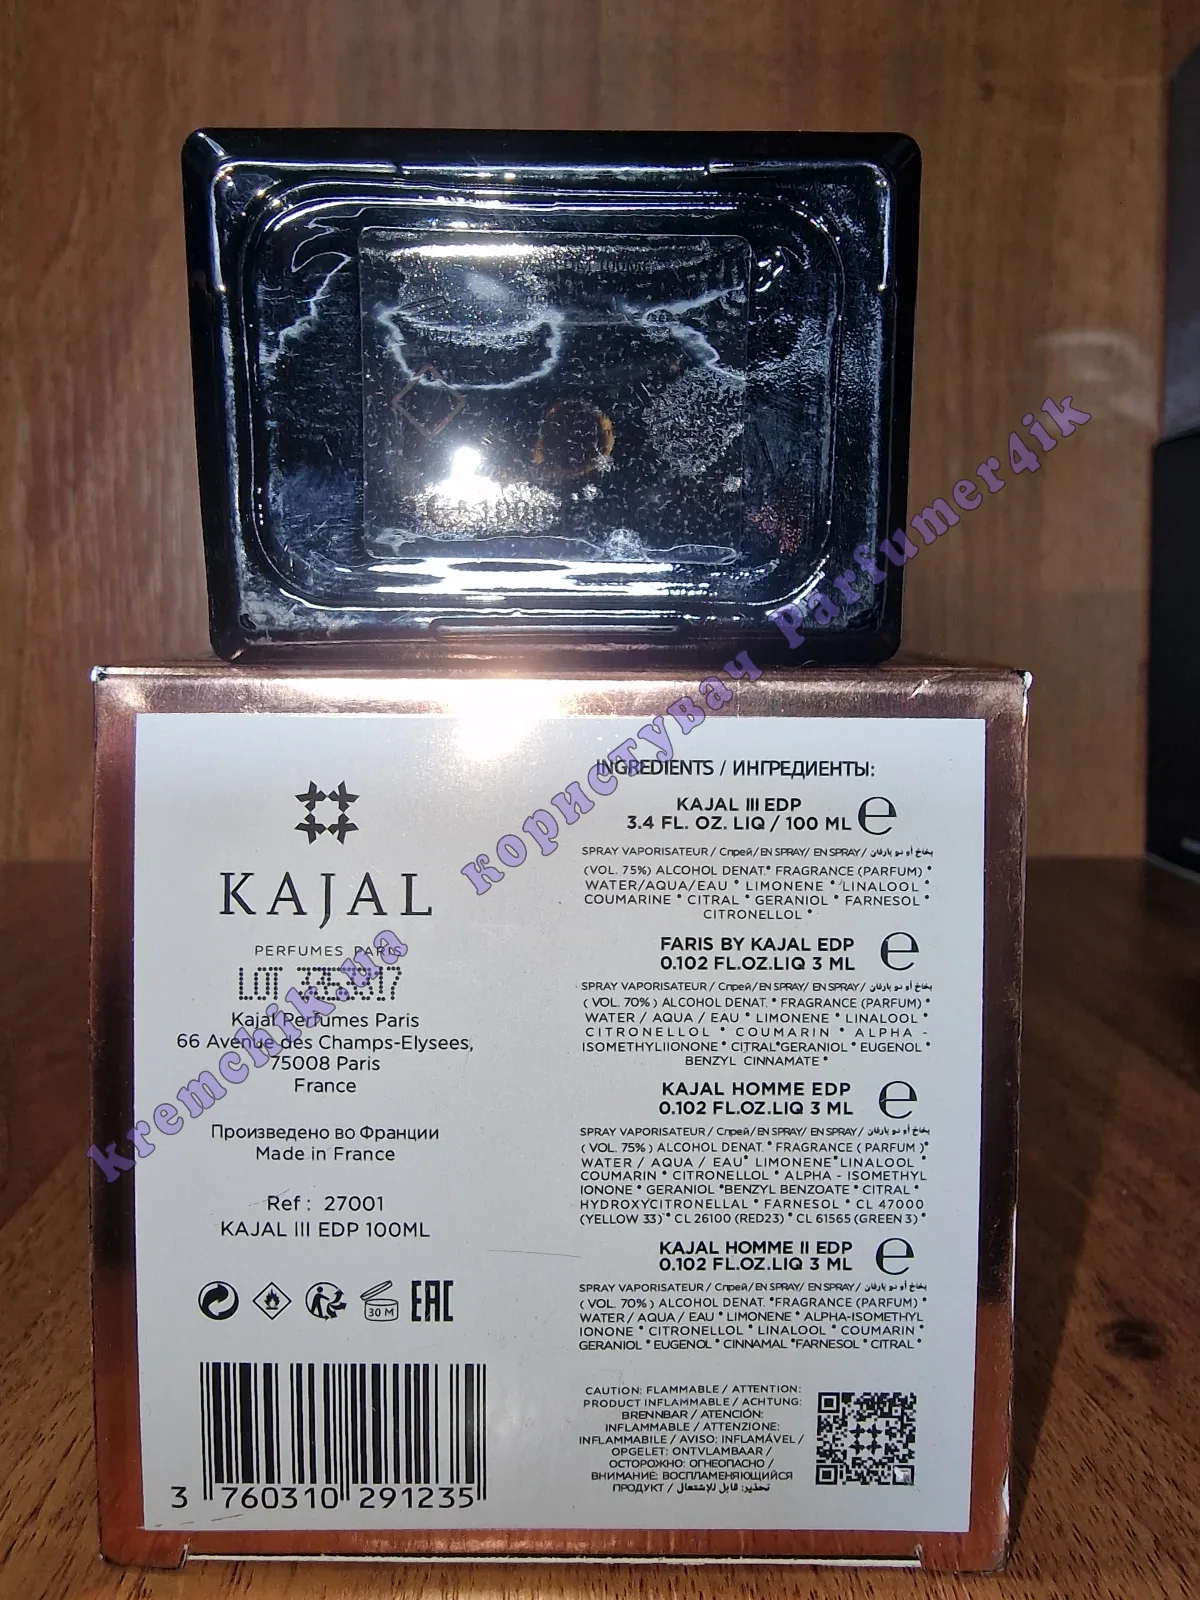 KAJAL
PERFUMES PARIS
LOT
Kajal Perfumes Paris
66 Avenue des Champs-Elysees,
75008 Paris
France
Произведено во Франции
Made in France
Ref : 27001
KAJAL III EDP 100ML
30 M
EAC
3 760310 291235
INGREDIENTS / ИНГРЕДИЕНТЫ:
KAJAL III EDP
3.4 FL. OZ. LIQ / 100 ML ℮
SPRAY VAPORISATEUR / Спрей/ EN SPRAY/ EN SPRAY /
(VOL. 75%) ALCOHOL DENAT.• FRAGRANCE (PARFUM) •
WATER/AQUA/EAU • LIMONENE • LINALOOL •
COUMARINE • CITRAL • GERANIOL • FARNESOL •
CITRONELLOL •
FARIS BY KAJAL EDP
0.102 FL.OZ.LIQ 3 ML ℮
SPRAY VAPORISATEUR / Спрей/EN SPRAY/ EN SPRAY /
( VOL. 70% ) ALCOHOL DENAT. • FRAGRANCE (PARFUM) •
WATER / AQUA / EAU • LIMONENE • LINALOOL •
CITRONELLOL • COUMARIN • ALPHA -
ISOMETHYLIIONONE • CITRAL•GERANIOL • EUGENOL •
BENZYL CINNAMATE •
KAJAL HOMME EDP
0.102 FL.OZ.LIQ 3 ML ℮
SPRAY VAPORISATEUR / Спрей/EN SPRAY/ EN SPRAY /
( VOL. 75% ) ALCOHOL DENAT. • FRAGRANCE ( PARFUM )•
WATER / AQUA / EAU• LIMONENE•LINALOOL •
COUMARIN • CITRONELLOL • ALPHA - ISOMETHYL
IONONE • GERANIOL •BENZYL BENZOATE • CITRAL •
HYDROXYCITRONELLAL • FARNESOL • CL 47000
(YELLOW 33)• CL 26100 (RED23) • CL 61565 (GREEN 3) •
KAJAL HOMME II EDP
0.102 FL.OZ.LIQ 3 ML ℮
SPRAY VAPORISATEUR / Спрей/EN SPRAY/ EN SPRAY /
( VOL. 70% ) ALCOHOL DENAT. •FRAGRANCE (PARFUM) •
WATER / AQUA / EAU • LIMONENE • ALPHA-ISOMETHYL
IONONE • CITRONELLOL • LINALOOL • COUMARIN •
GERANIOL • EUGENOL • CINNAMAL •FARNESOL • CITRAL •
CAUTION: FLAMMABLE / ATTENTION:
PRODUCT INFLAMMABLE / ACHTUNG:
BRENNBAR / ATENCIÓN:
INFLAMMABLE / ATTENZIONE:
INFLAMMABILE / AVISO: INFLAMÁVEL /
OPGELET: ONTVLAMBAAR /
ОСТОРОЖНО: ОГНЕОПАСНО /
ВНИМАНИЕ: ВОСПЛАМЕНЯЮЩИЙСЯ
ПРОДУКТ / تحذير: قابل للإشتعال
kremchik.ua користувач Parfumer4ik